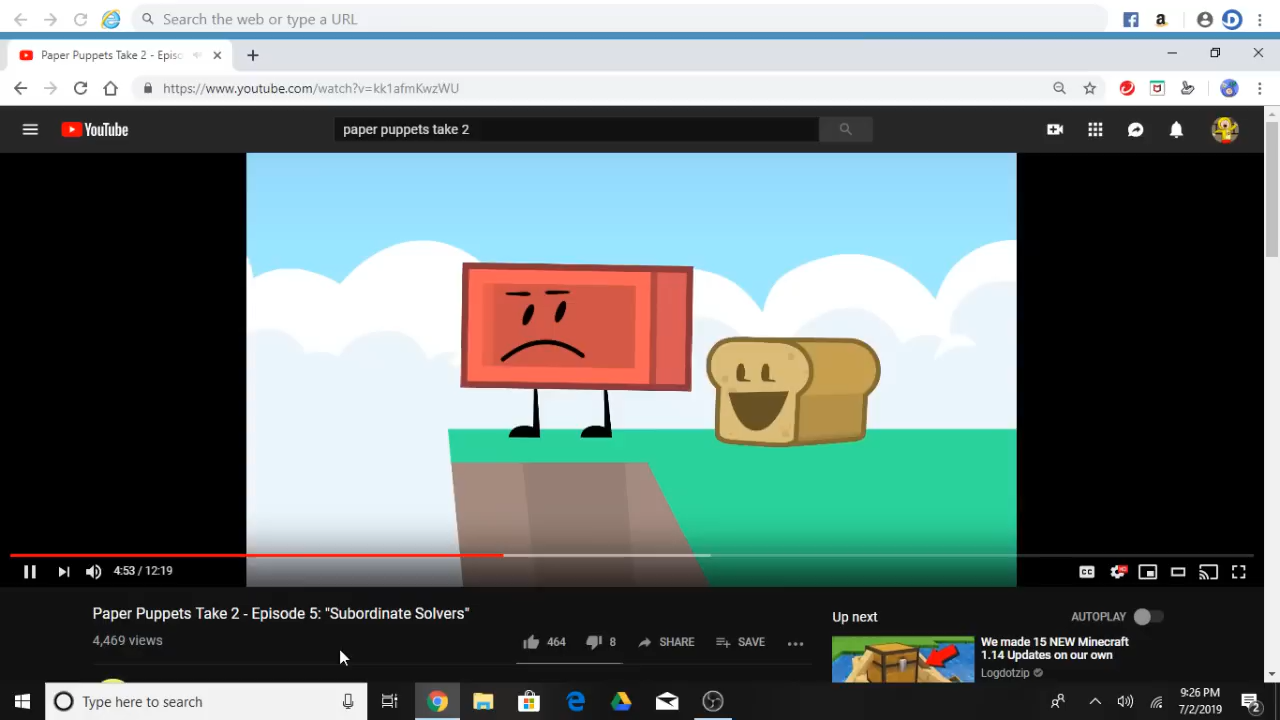 Search the web or type a URL
Paper Puppets Take 2 - Episo
https://www.youtube.com/watch?v=kk1afmKwzWU
YouTube
paper puppets take 2
4:53 / 12:19
CC
HD
Paper Puppets Take 2 - Episode 5: "Subordinate Solvers"
4,469 views
464
8
SHARE
SAVE
Up next
AUTOPLAY
We made 15 NEW Minecraft
1.14 Updates on our own
Logdotzip
Type here to search
9:26 PM
7/2/2019
2